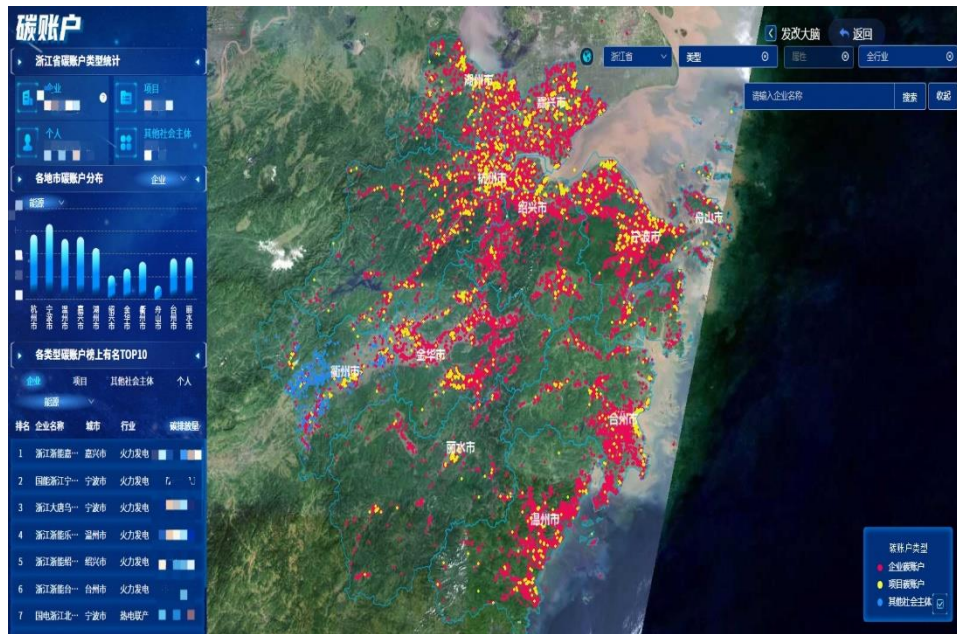 碳账户
浙江省碳账户类型统计
企业
项目
个人
其他社会主体
各地市碳账户分布
企业
能源
杭州市
宁波市
温州市
嘉兴市
湖州市
绍兴市
金华市
衢州市
舟山市
台州市
丽水市
各类型碳账户榜上有名TOP10
企业 项目 其他社会主体 个人
能源
排名 企业名称 城市 行业 碳排放量
1 浙江浙能嘉… 嘉兴市 火力发电
2 国能浙江宁… 宁波市 火力发电
3 浙江大唐乌… 宁波市 火力发电
4 浙江浙能乐… 温州市 火力发电
5 浙江浙能绍… 绍兴市 火力发电
6 浙江浙能台… 台州市 火力发电
7 国电浙江北… 宁波市 热电联产
发改大脑 返回
浙江省 类型 属性 全行业
请输入企业名称 搜索 收起
湖州市
嘉兴市
杭州市
绍兴市
宁波市
舟山市
金华市
衢州市
台州市
丽水市
温州市
碳账户类型
企业碳账户
项目碳账户
其他社会主体